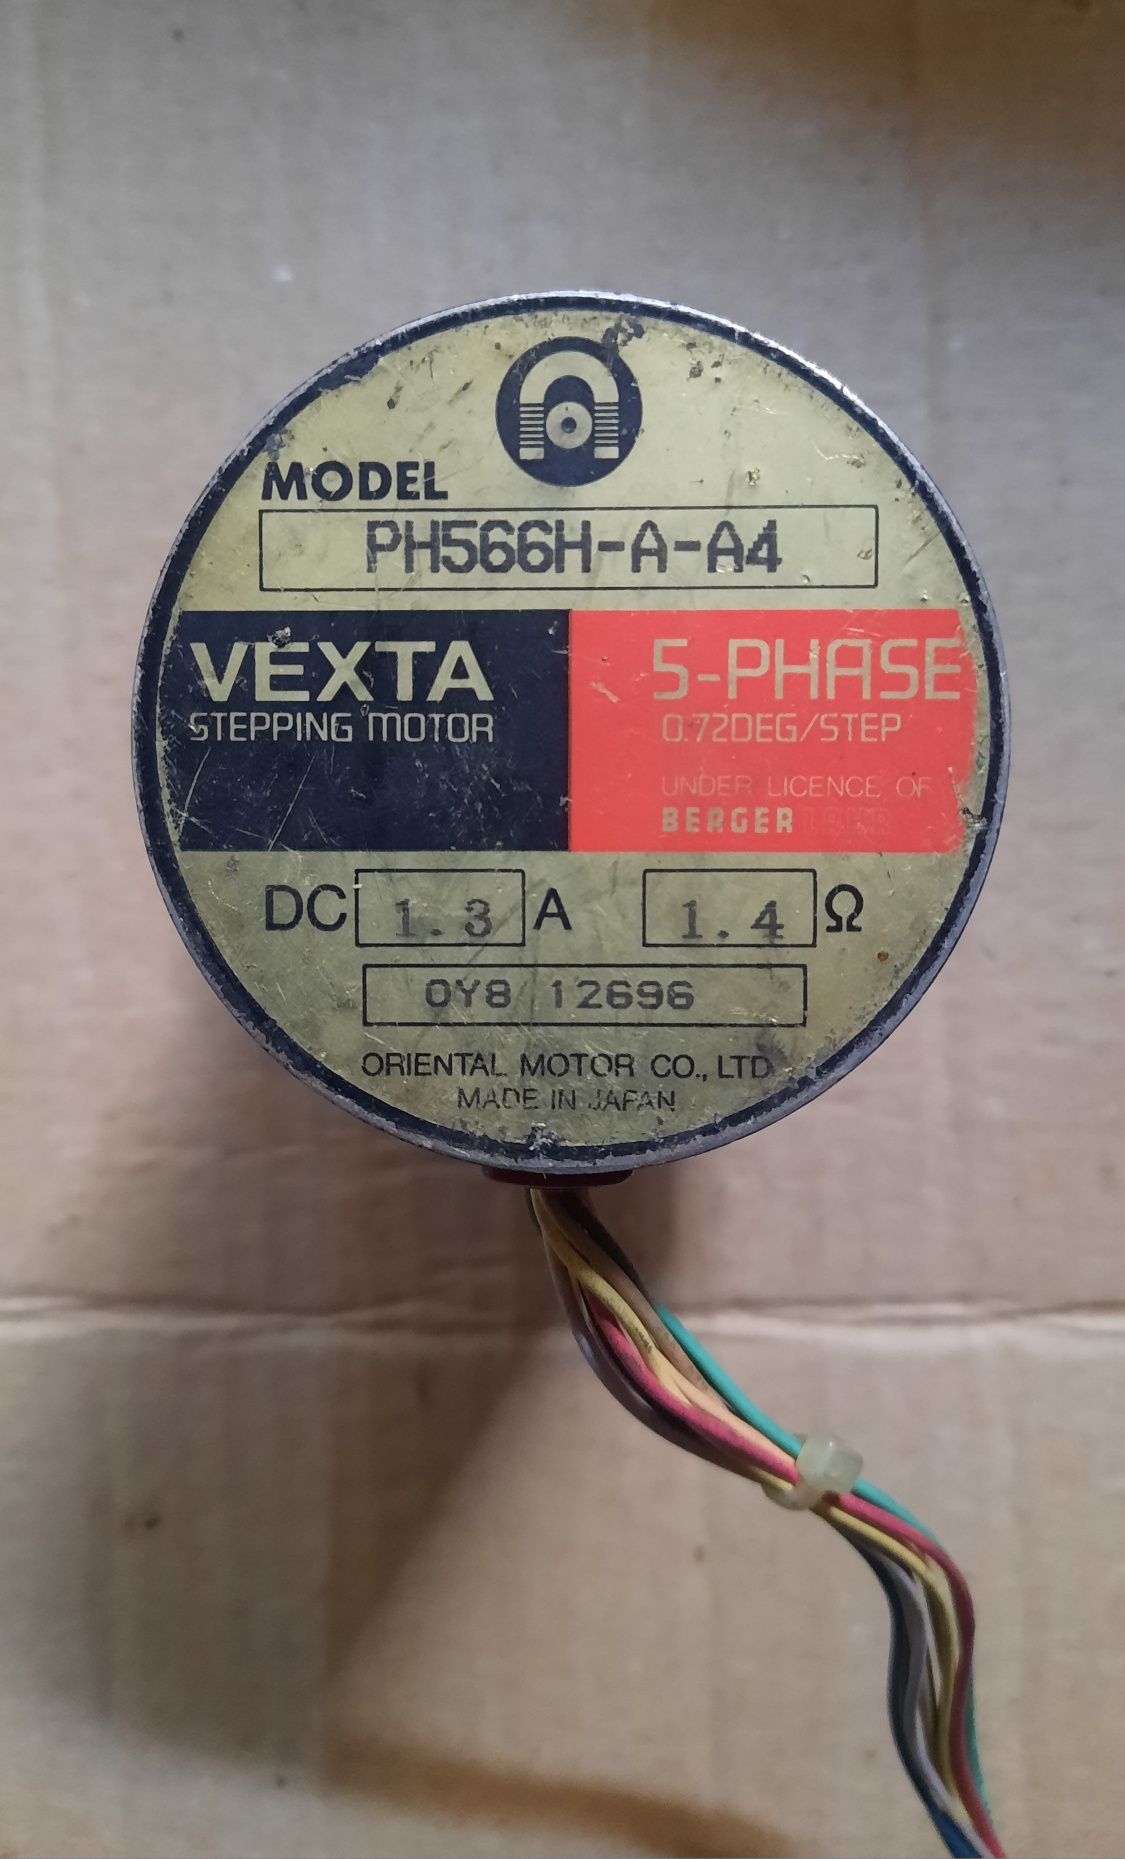 MODEL
PH566H-A-A4
VEXTA
STEPPING MOTOR
5-PHASE
0.72DEG/STEP
UNDER LICENCE OF
BERGER LAHR
DC 1.3 A 1.4 Ω
0Y8 12696
ORIENTAL MOTOR CO., LTD.
MADE IN JAPAN